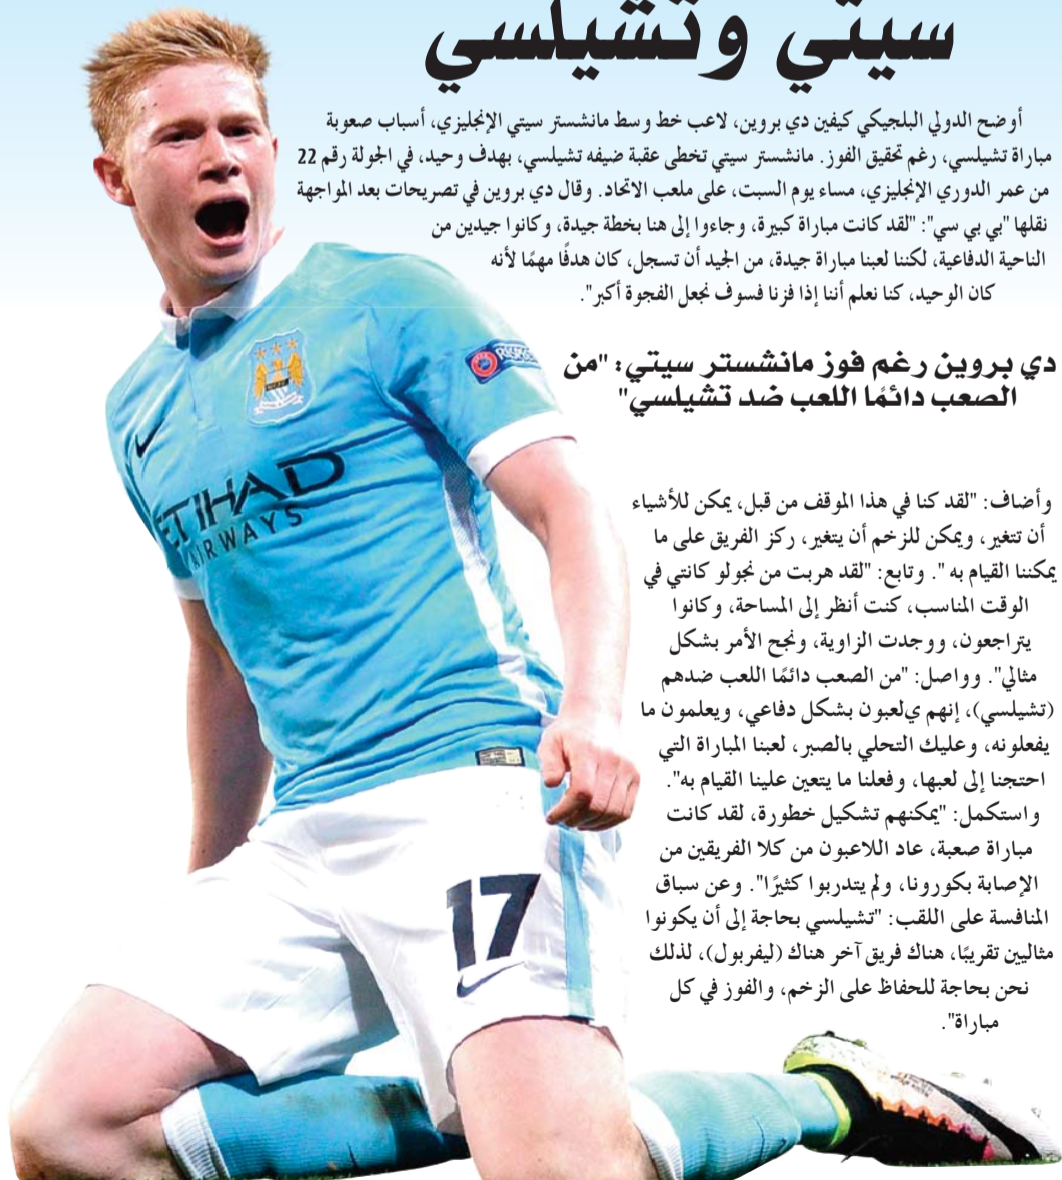 سيتي وتشيلسي
أوضح الدولي البلجيكي كيفين دي بروين، لاعب خط وسط مانشستر سيتي الإنجليزي، أسباب صعوبة
مباراة تشيلسي، رغم تحقيق الفوز. مانشستر سيتي تخطى عقبة ضيفه تشيلسي، بهدف وحيد، في الجولة رقم 22
من عمر الدوري الإنجليزي، مساء يوم السبت، على ملعب الاتحاد. وقال دي بروين في تصريحات بعد المواجهة
نقلها "بي بي سي": "لقد كانت مباراة كبيرة، وجاءوا إلى هنا بخطة جيدة، وكانوا جيدين من
الناحية الدفاعية، لكننا لعبنا مباراة جيدة، من الجيد أن تسجل، كان هدفًا مهمًا لأنه
كان الوحيد، كنا نعلم أننا إذا فزنا فسوف نجعل الفجوة أكبر".
دي بروين رغم فوز مانشستر سيتي: "من
الصعب دائمًا اللعب ضد تشيلسي"
وأضاف: "لقد كنا في هذا الموقف من قبل، يمكن للأشياء
أن تتغير، ويمكن للزخم أن يتغير، ركز الفريق على ما
يمكننا القيام به ". وتابع: "لقد هربت من نجولو كانتي في
الوقت المناسب، كنت أنظر إلى المساحة، وكانوا
يتراجعون، ووجدت الزاوية، ونجح الأمر بشكل
مثالي". وواصل: "من الصعب دائمًا اللعب ضدهم
(تشيلسي)، إنهم يلعبون بشكل دفاعي، ويعلمون ما
يفعلونه، وعليك التحلي بالصبر، لعبنا المباراة التي
احتجنا إلى لعبها، وفعلنا ما يتعين علينا القيام به".
واستكمل: "يمكنهم تشكيل خطورة، لقد كانت
مباراة صعبة، عاد اللاعبون من كلا الفريقين من
الإصابة بكورونا، ولم يتدربوا كثيرًا". وعن سباق
المنافسة على اللقب: "تشيلسي بحاجة إلى أن يكونوا
مثاليين تقريبًا، هناك فريق آخر هناك (ليفربول)، لذلك
نحن بحاجة للحفاظ على الزخم، والفوز في كل
مباراة".
ETIHAD
AIRWAYS
17